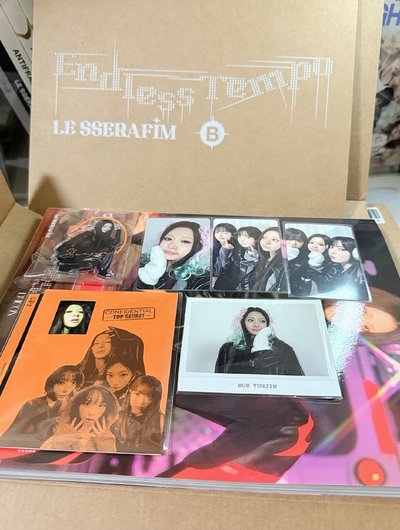 Endless Tempo
LE SSERAFIM B
CONFIDENTIAL
TOP SECRET
HUH YUNJIN